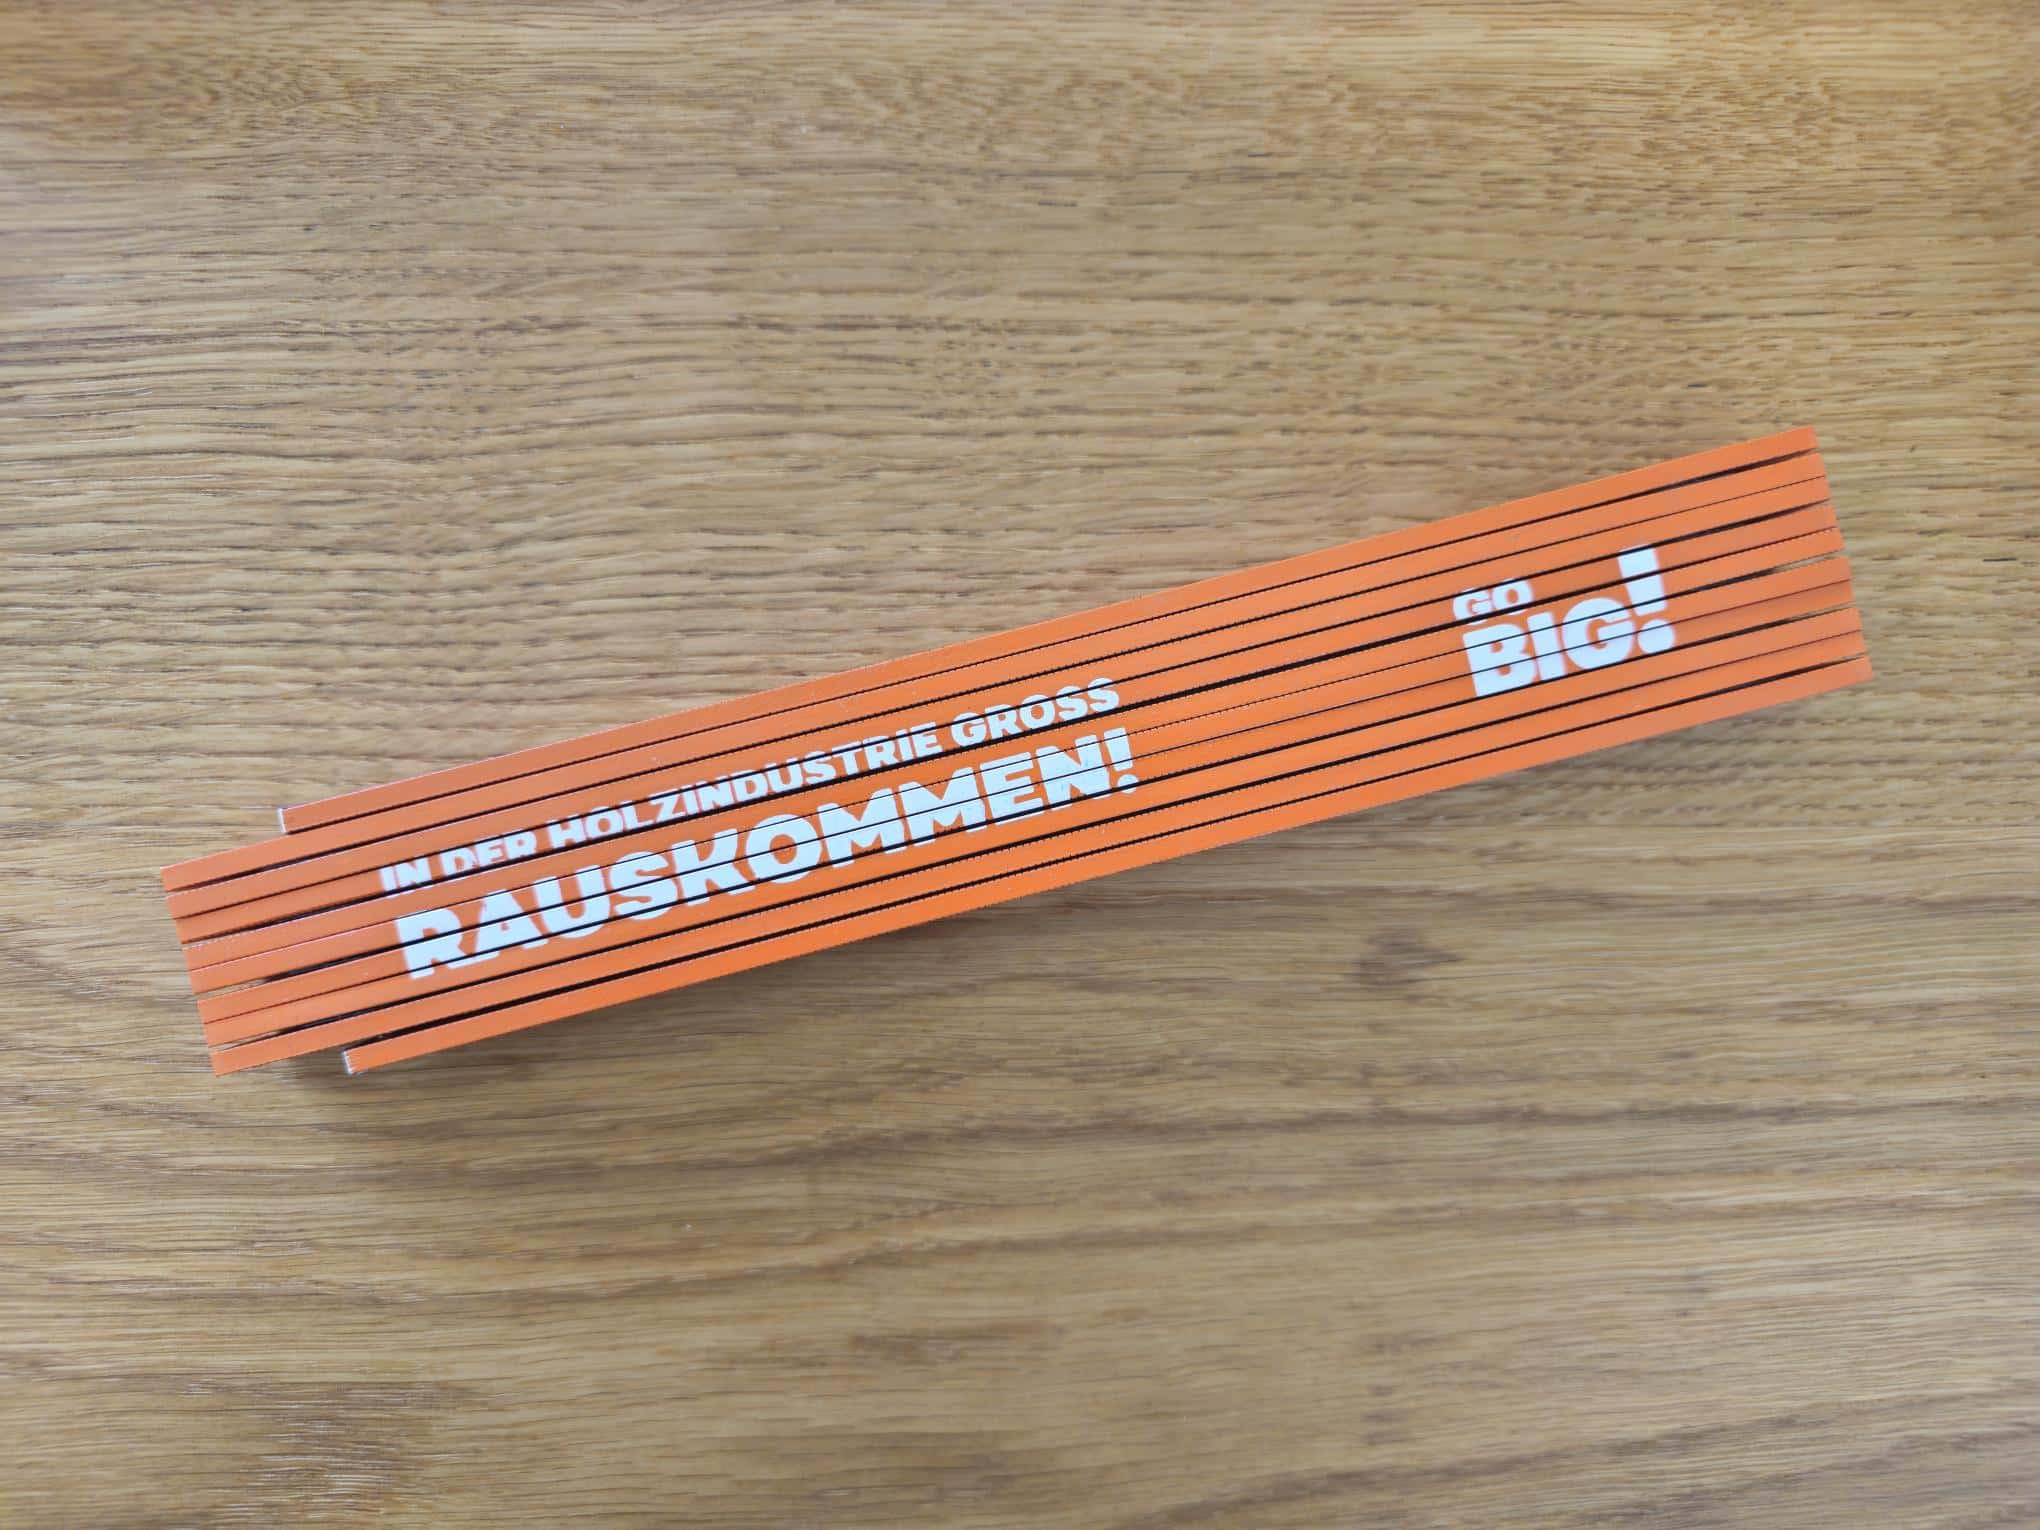 IN DER HOLZINDUSTRIE GROSS
RAUSKOMMEN!
GO
BIG!